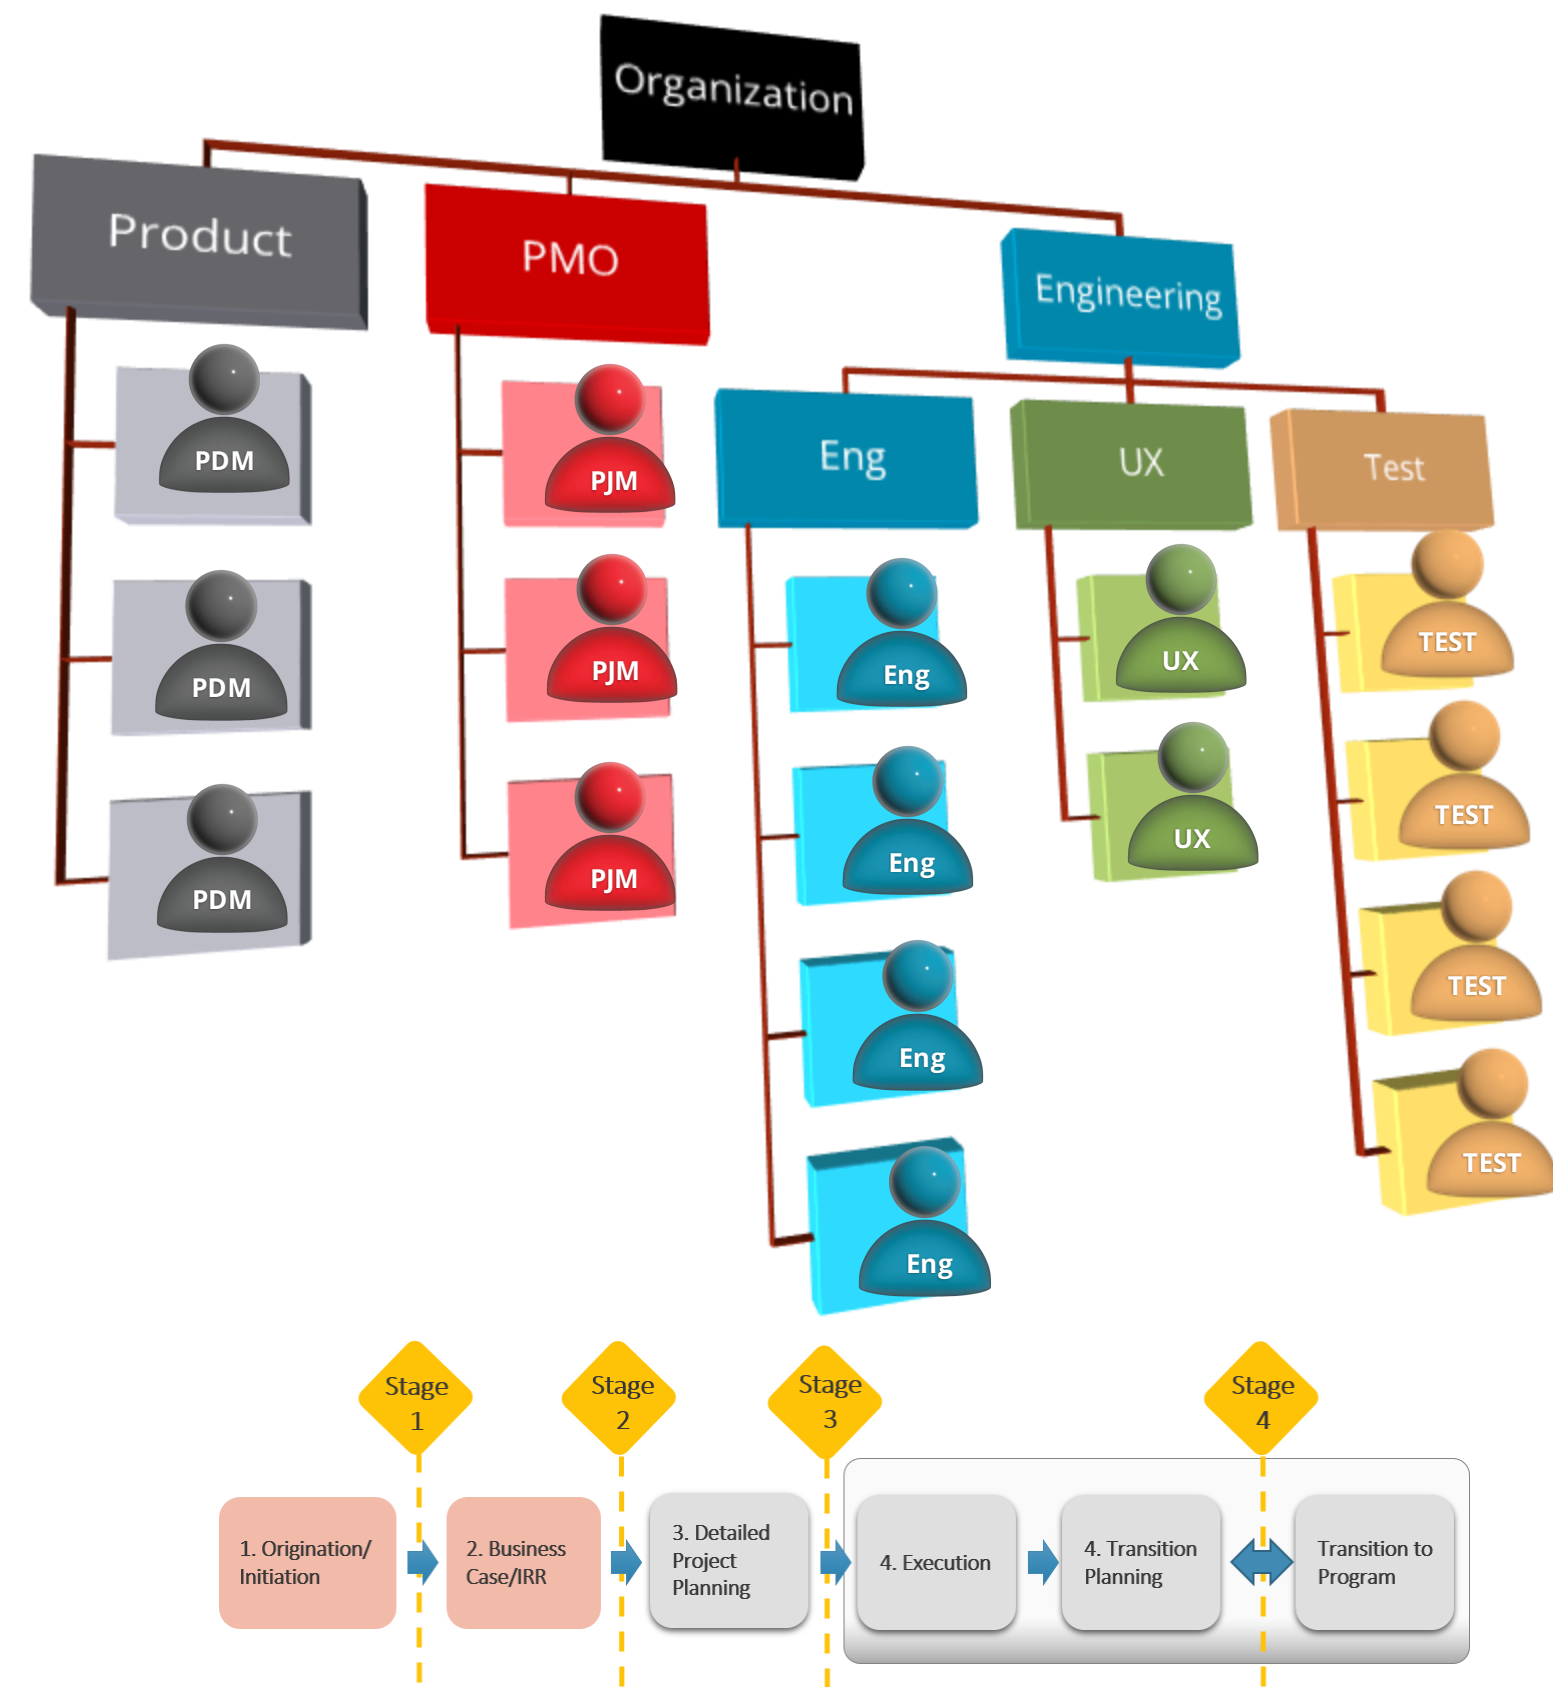 Organization
Product
PMO
Engineering
Eng
UX
Test
PDM
PDM
PDM
PJM
PJM
PJM
Eng
Eng
Eng
Eng
UX
UX
TEST
TEST
TEST
TEST
Stage
1
Stage
2
Stage
3
Stage
4
1. Origination/
Initiation
2. Business
Case/IRR
3. Detailed
Project
Planning
4. Execution
4. Transition
Planning
Transition to
Program